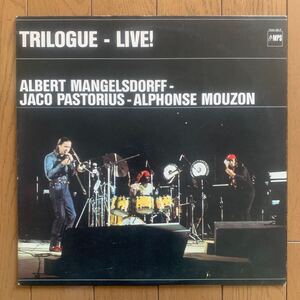 TRILOGUE - LIVE!
MPS
ALBERT MANGELSDORFF -
JACO PASTORIUS - ALPHONSE MOUZON